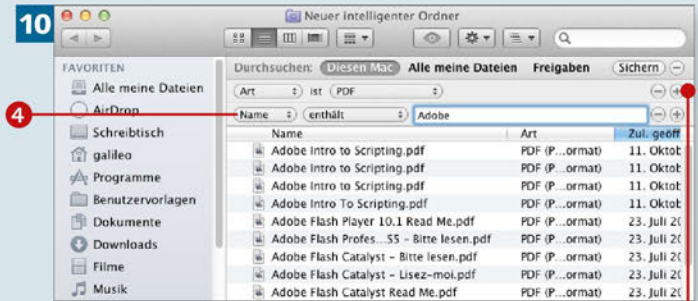 10
Neuer intelligenter Ordner
FAVORITEN
Alle meine Dateien
AirDrop
Schreibtisch
galileo
Programme
Benutzervorlagen
Dokumente
Downloads
Filme
Musik
Durchsuchen: Diesen Mac Alle meine Dateien Freigaben Sichern
Art ist PDF
4 Name enthält Adobe
Name Art Zul. geöff
Adobe Intro to Scripting.pdf PDF (P...ormat) 11. Oktob
Adobe Intro to Scripting.pdf PDF (P...ormat) 11. Oktob
Adobe Intro to Scripting.pdf PDF (P...ormat) 11. Oktob
Adobe Intro To Scripting.pdf PDF (P...ormat) 11. Oktob
Adobe Flash Player 10.1 Read Me.pdf PDF (P...ormat) 23. Juli 20
Adobe Flash Profes...S5 – Bitte lesen.pdf PDF (P...ormat) 23. Juli 20
Adobe Flash Catalyst – Bitte lesen.pdf PDF (P...ormat) 23. Juli 20
Adobe Flash Catalyst – Lisez-moi.pdf PDF (P...ormat) 23. Juli 20
Adobe Flash Catalyst Read Me.pdf PDF (P...ormat) 23. Juli 20